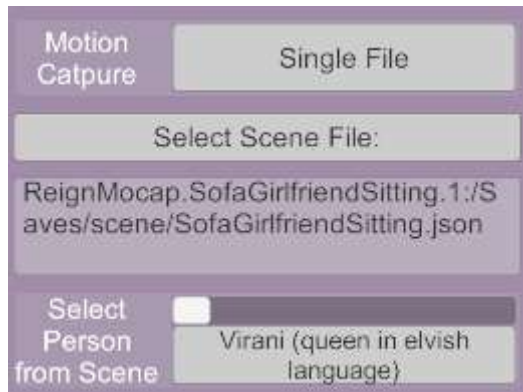 Motion
Catpure
Single File
Select Scene File:
ReignMocap.SofaGirlfriendSitting.1:/S
aves/scene/SofaGirlfriendSitting.json
Select
Person
from Scene
Virani (queen in elvish
language)